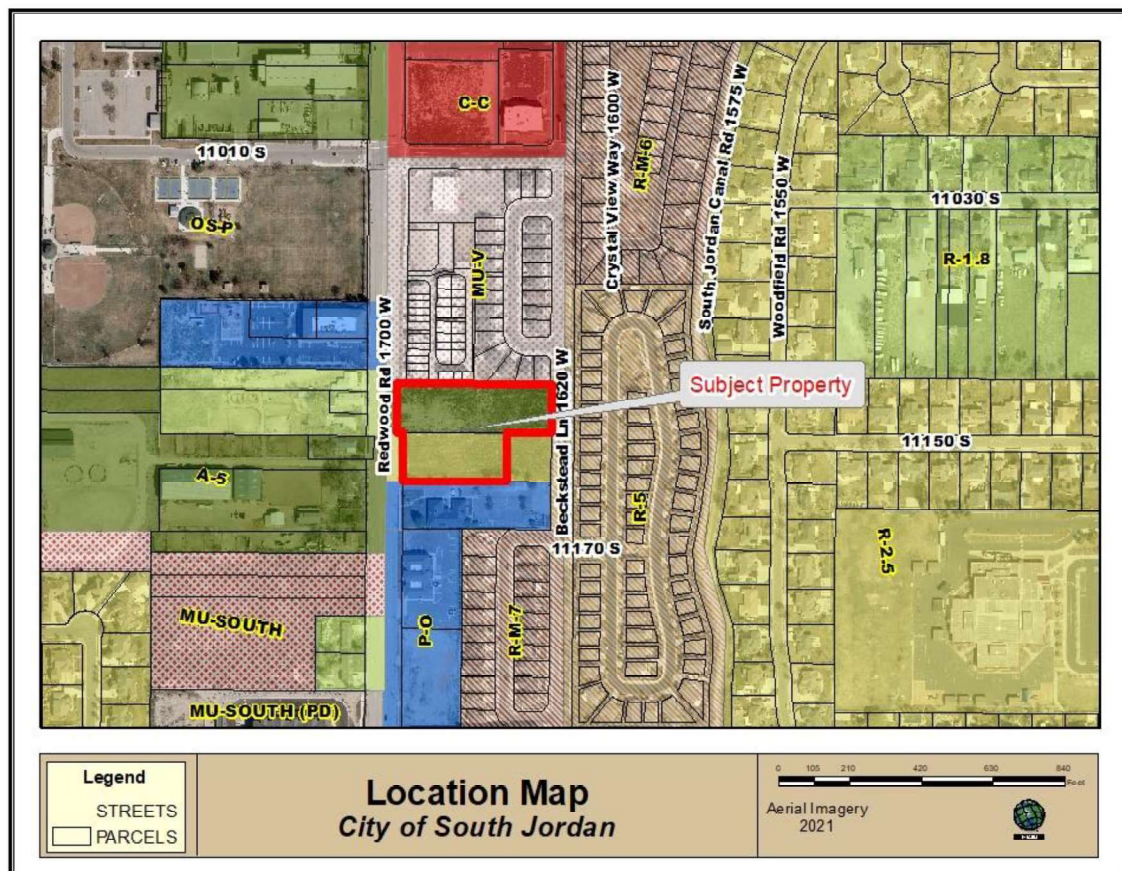 C-C
11010 S
OS-P
MU-V
Redwood Rd 1700 W
Beckstead Ln 1620 W
Crystal View Way 1600 W
R-M-6
South Jordan Canal Rd 1575 W
Woodfield Rd 1550 W
11030 S
R-1.8
Subject Property
11150 S
A-5
R-5
11170 S
R-2.5
MU-SOUTH
P-O
R-M-7
MU-SOUTH (PD)
Legend
STREETS
PARCELS
Location Map
City of South Jordan
0 105 210 420 630 840
Feet
Aerial Imagery
2021